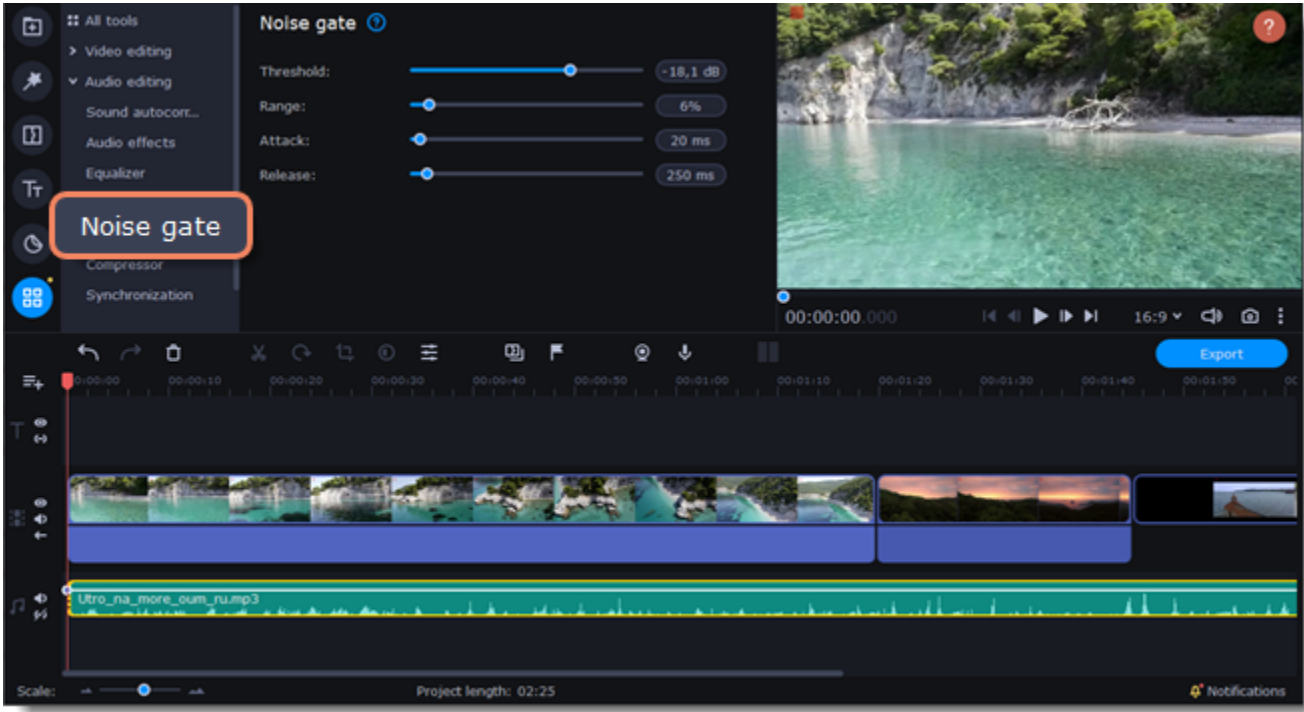 All tools
Video editing
Audio editing
Sound autocorr...
Audio effects
Equalizer
Noise gate
Compressor
Synchronization
Noise gate ?
Threshold: -18,1 dB
Range: 6%
Attack: 20 ms
Release: 250 ms
?
00:00:00.000
16:9
Export
0:00:00 00:00:10 00:00:20 00:00:30 00:00:40 00:00:50 00:01:00 00:01:10 00:01:20 00:01:30 00:01:40 00:01:50 00
Utro_na_more_oum_ru.mp3
Scale:
Project length: 02:25
Notifications